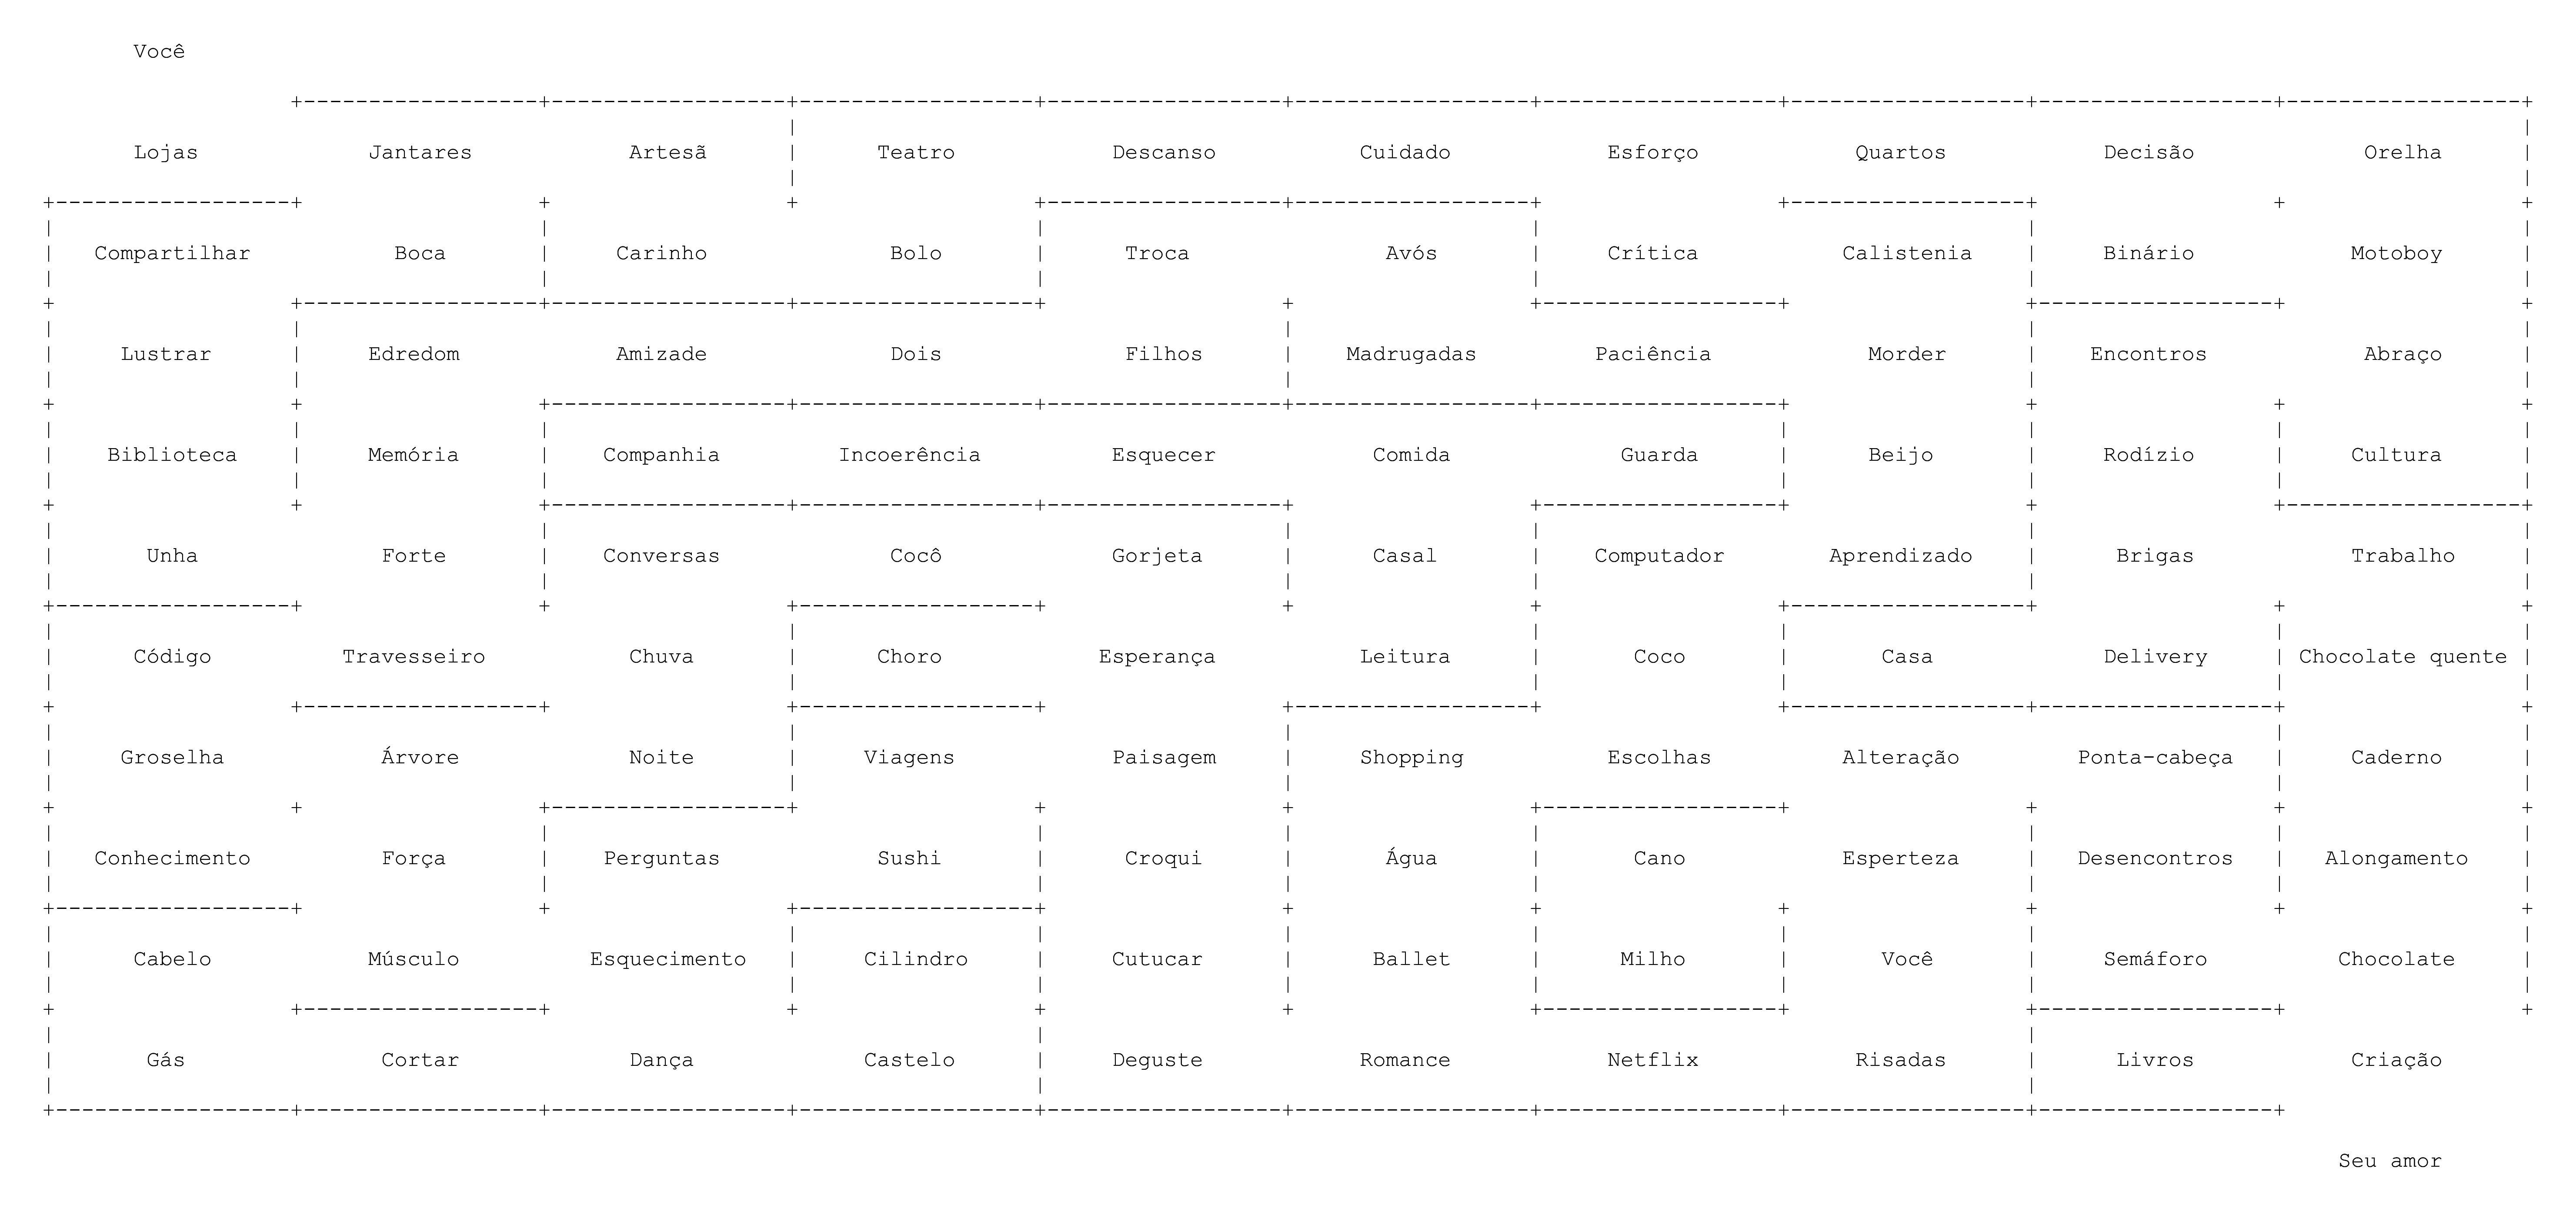 Você
Lojas Jantares Artesã Teatro Descanso Cuidado Esforço Quartos Decisão Orelha
Compartilhar Boca Carinho Bolo Troca Avós Crítica Calistenia Binário Motoboy
Lustrar Edredom Amizade Dois Filhos Madrugadas Paciência Morder Encontros Abraço
Biblioteca Memória Companhia Incoerência Esquecer Comida Guarda Beijo Rodízio Cultura
Unha Forte Conversas Cocô Gorjeta Casal Computador Aprendizado Brigas Trabalho
Código Travesseiro Chuva Choro Esperança Leitura Coco Casa Delivery Chocolate quente
Groselha Árvore Noite Viagens Paisagem Shopping Escolhas Alteração Ponta-cabeça Caderno
Conhecimento Força Perguntas Sushi Croqui Água Cano Esperteza Desencontros Alongamento
Cabelo Músculo Esquecimento Cilindro Cutucar Ballet Milho Você Semáforo Chocolate
Gás Cortar Dança Castelo Deguste Romance Netflix Risadas Livros Criação
Seu amor